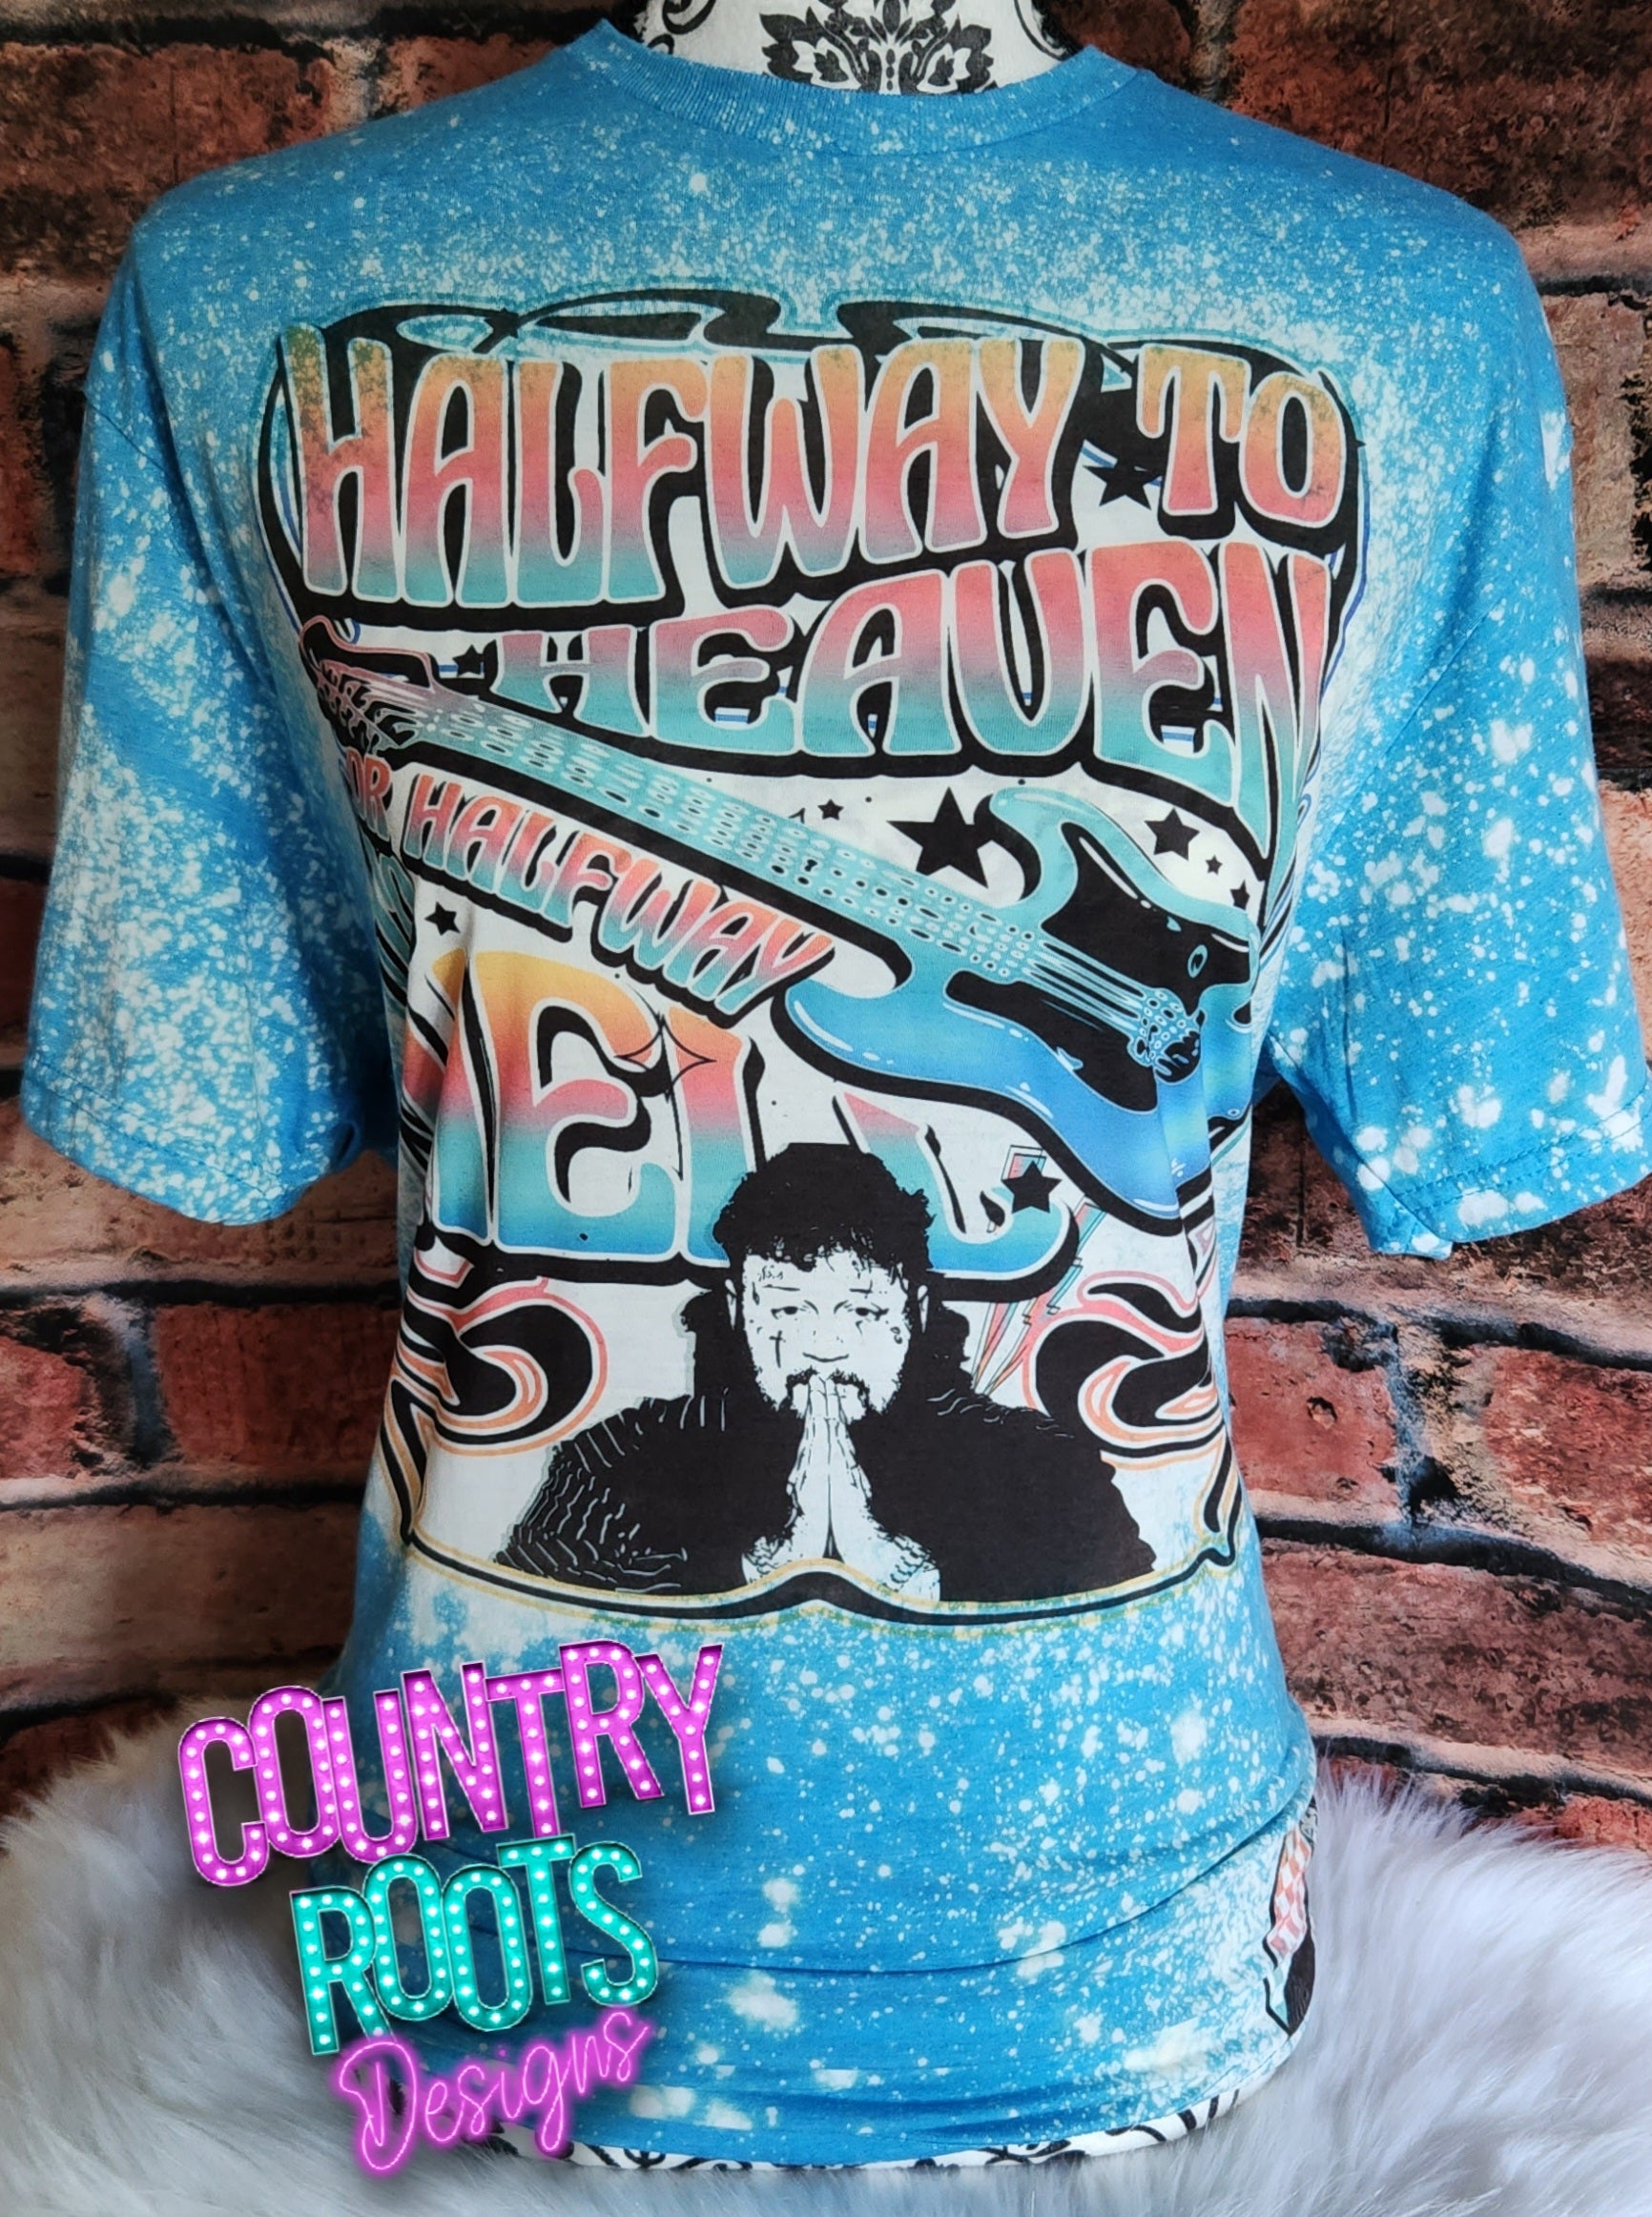 HALFWAY TO
HEAVEN
OR HALFWAY
HELL
COUNTRY
ROOTS
Designs